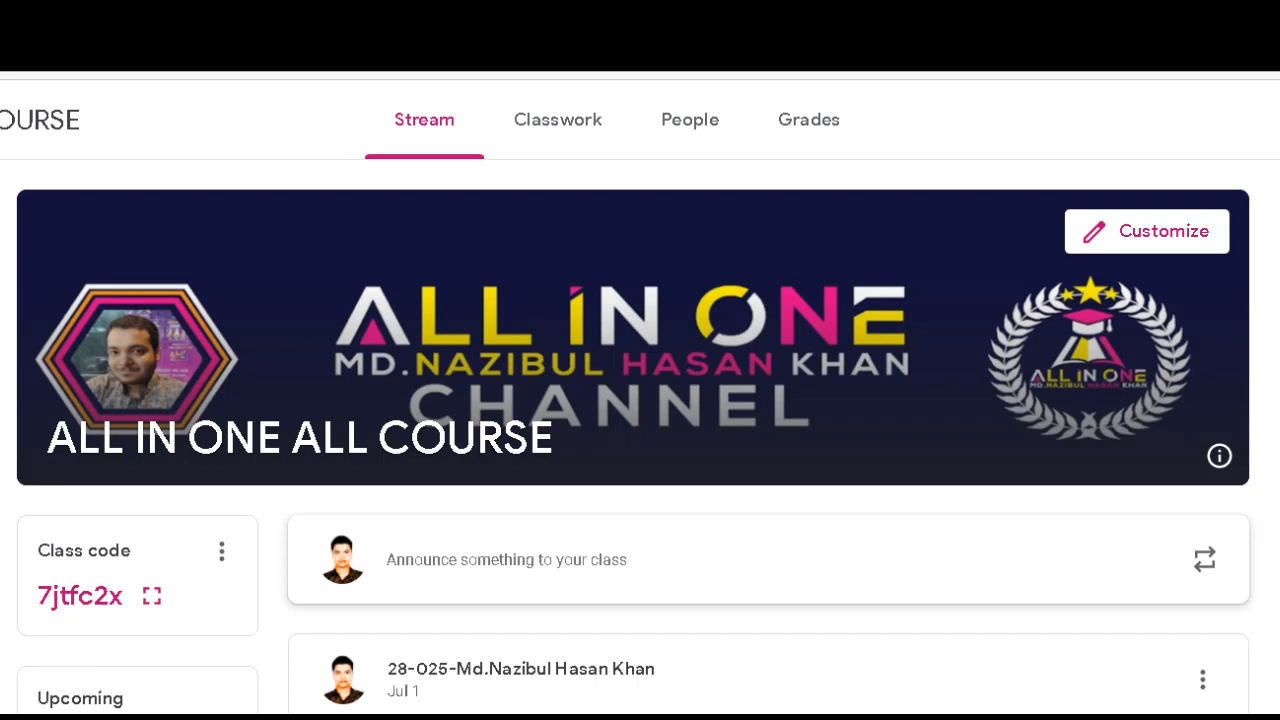 OURSE
Stream
Classwork
People
Grades
Customize
ALL IN ONE
MD.NAZIBUL HASAN KHAN
CHANNEL
ALL IN ONE
MD.NAZIBUL HASAN KHAN
ALL IN ONE ALL COURSE
Class code
7jtfc2x
Announce something to your class
28-025-Md.Nazibul Hasan Khan
Jul 1
Upcoming